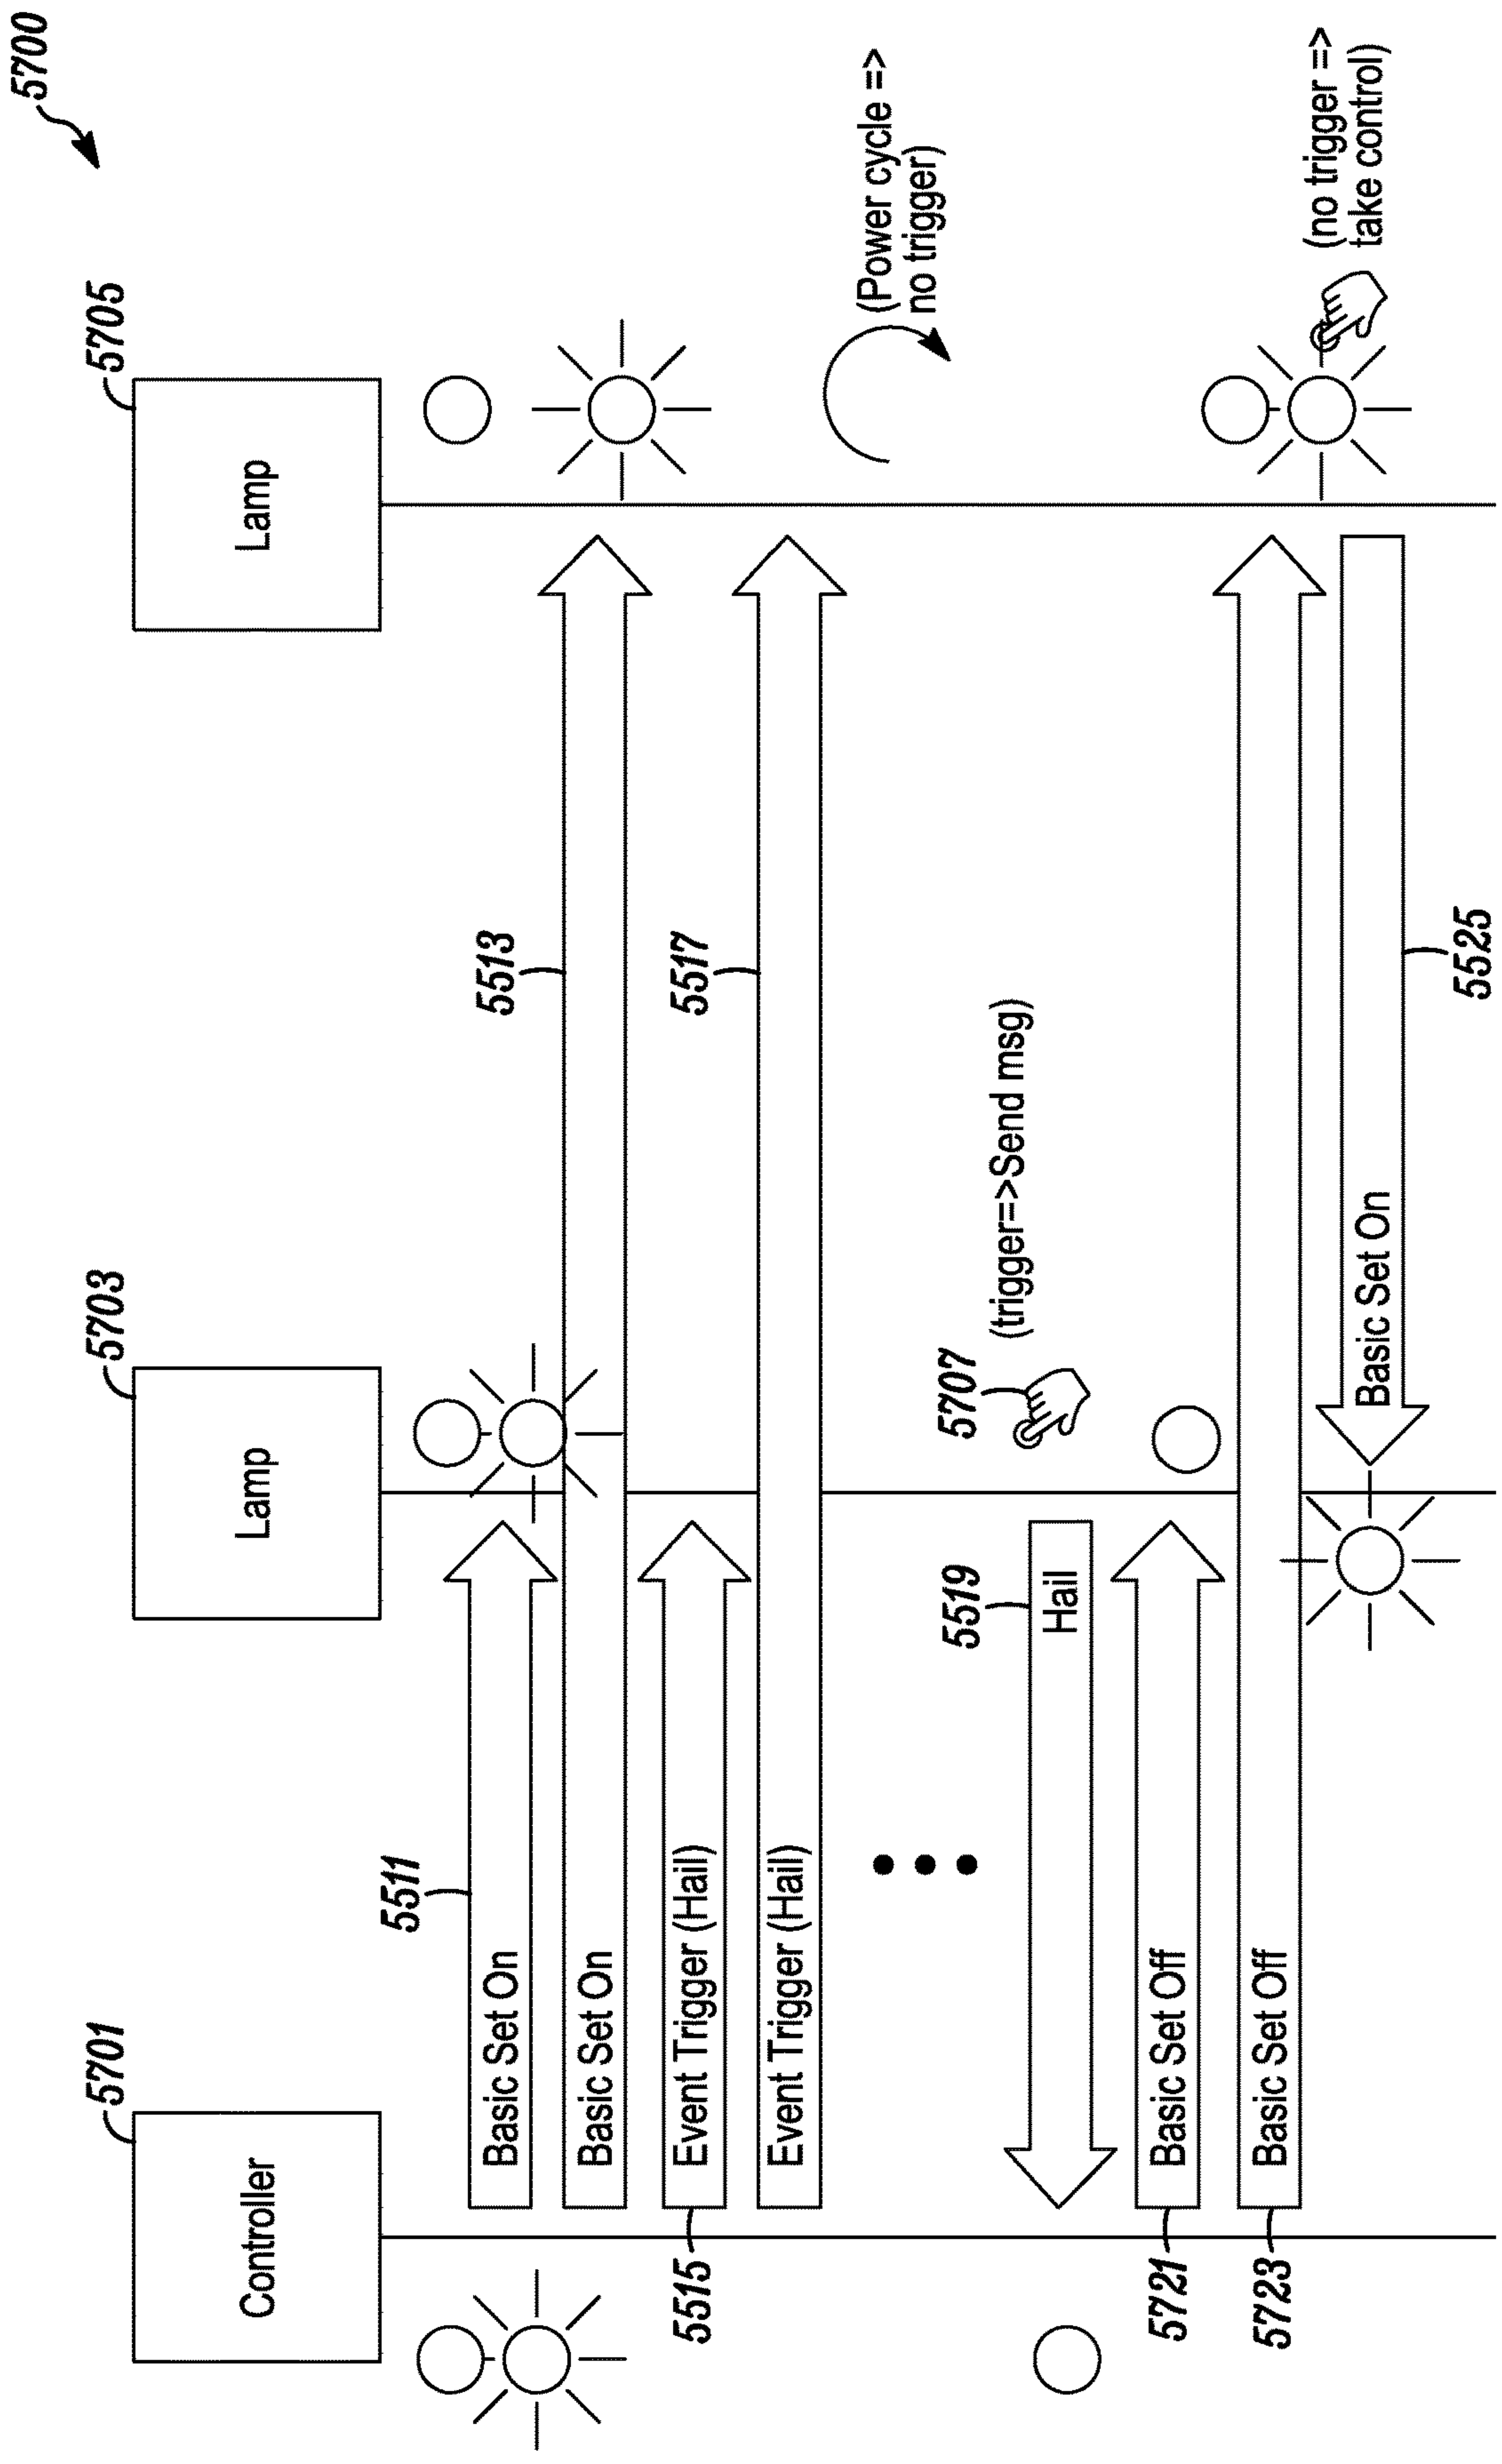 5700
5701
5703
5705
Controller
Lamp
Lamp
5511
Basic Set On
5513
Basic Set On
5515
Event Trigger (Hail)
5517
Event Trigger (Hail)
(Power cycle =>
no trigger)
5707
(trigger=>Send msg)
5519
Hail
5721
Basic Set Off
5723
Basic Set Off
(no trigger =>
take control)
Basic Set On
5525